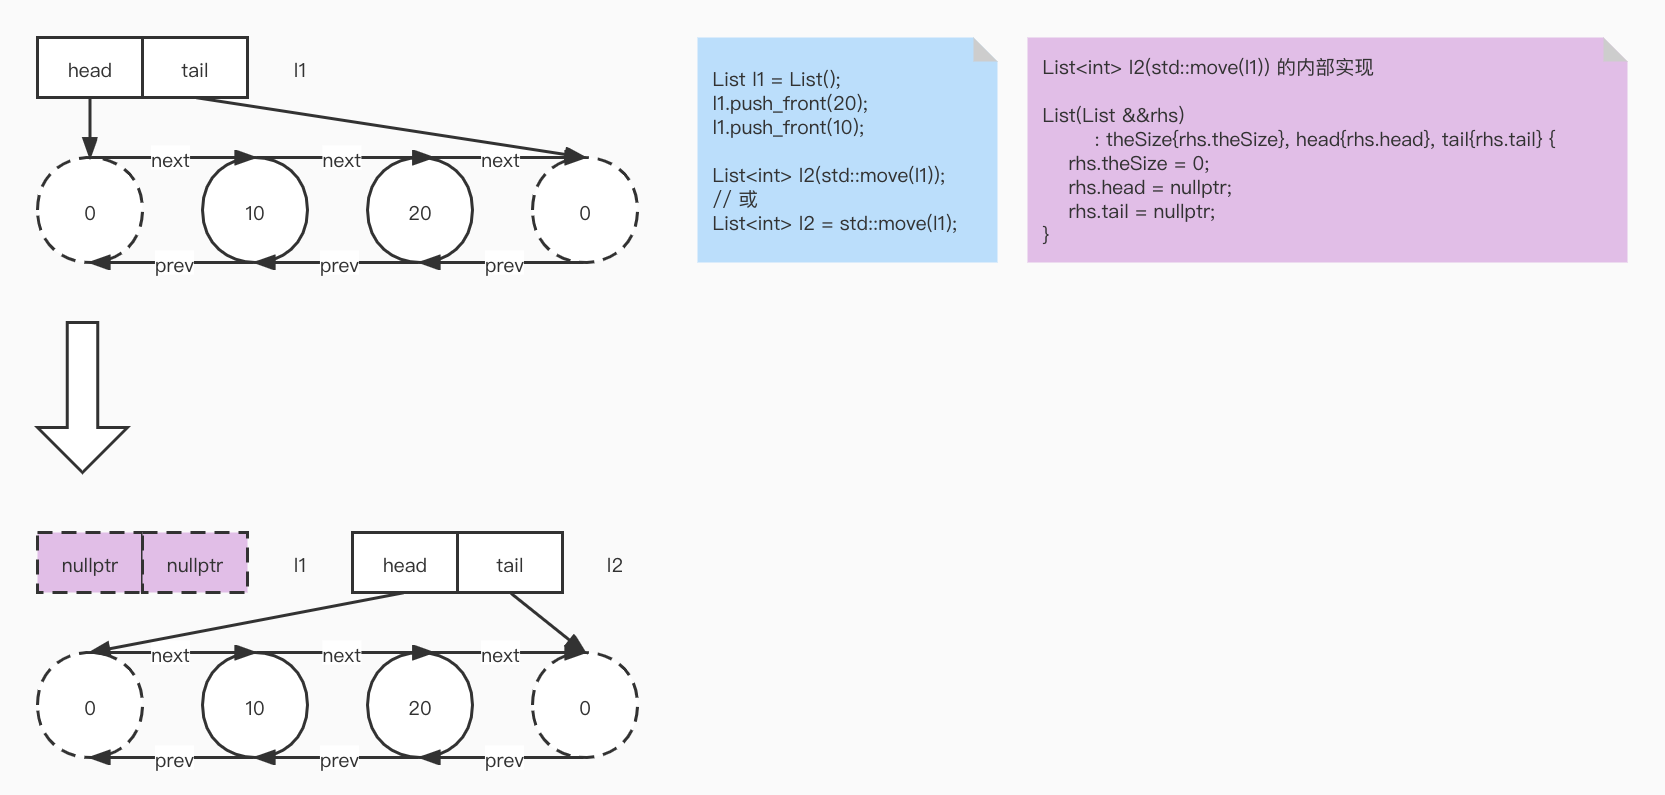 head tail l1
next next next
0 10 20 0
prev prev prev
List l1 = List();
l1.push_front(20);
l1.push_front(10);
List<int> l2(std::move(l1));
// 或
List<int> l2 = std::move(l1);
List<int> l2(std::move(l1)) 的内部实现
List(List &&rhs)
: theSize{rhs.theSize}, head{rhs.head}, tail{rhs.tail} {
rhs.theSize = 0;
rhs.head = nullptr;
rhs.tail = nullptr;
}
nullptr nullptr l1 head tail l2
next next next
0 10 20 0
prev prev prev